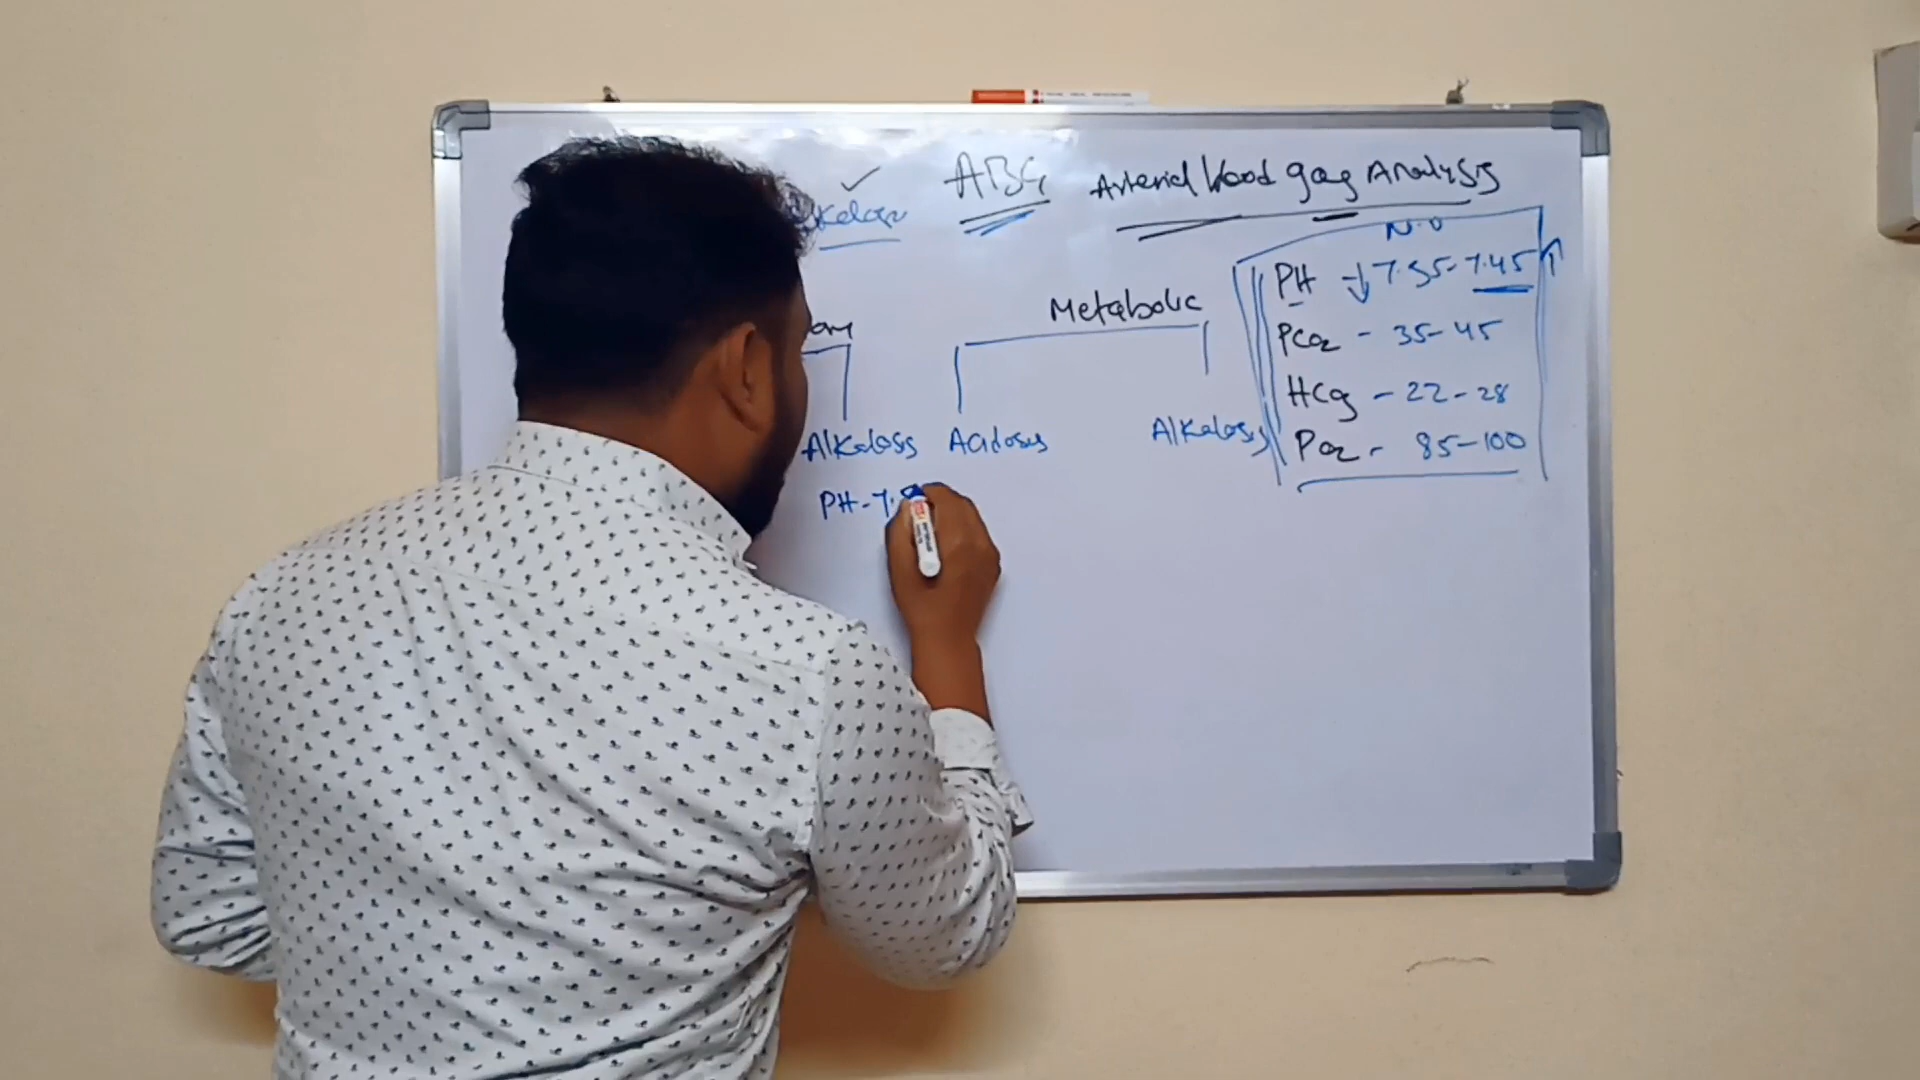 ABG Arterial blood gas Analysis
N.V
PH - ↓ 7.35-7.45 ↑
PCO2 - 35-45
HCO3 - 22-28
PO2 - 85-100
Metabolic
Alkalosis Acidosis Alkalosis
PH-7.